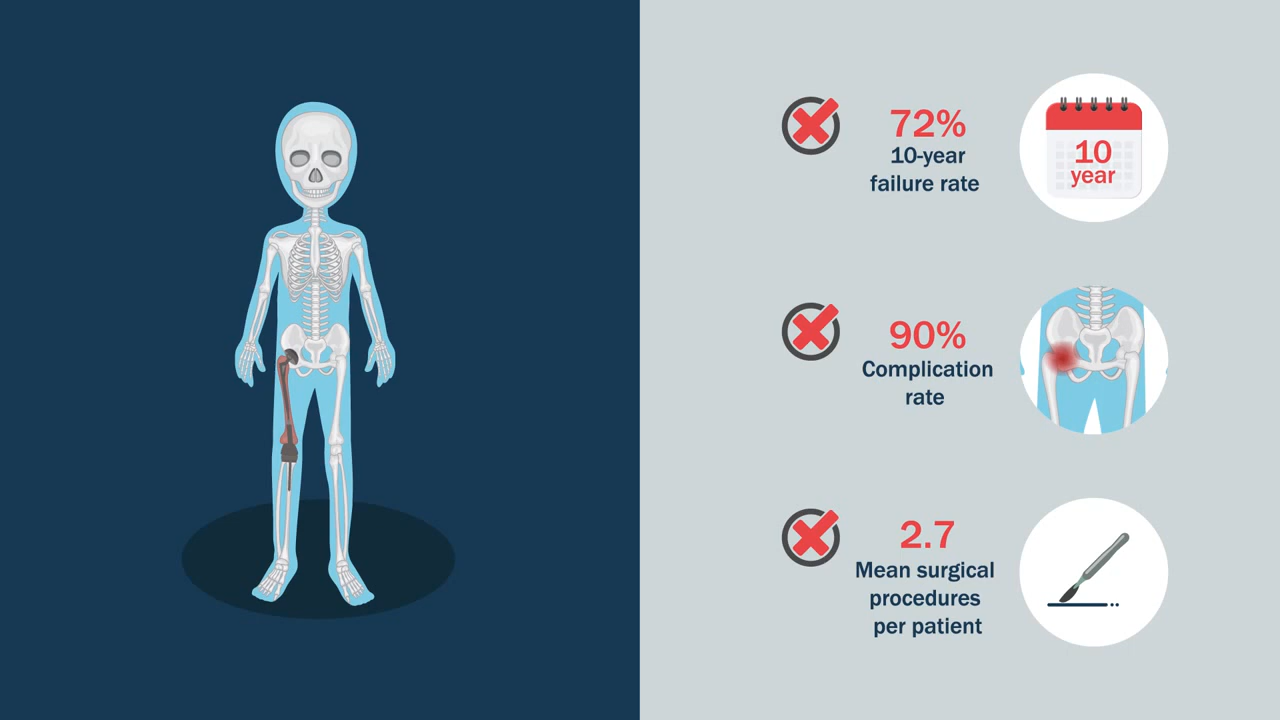 72%
10-year
failure rate
10
year
90%
Complication
rate
2.7
Mean surgical
procedures
per patient